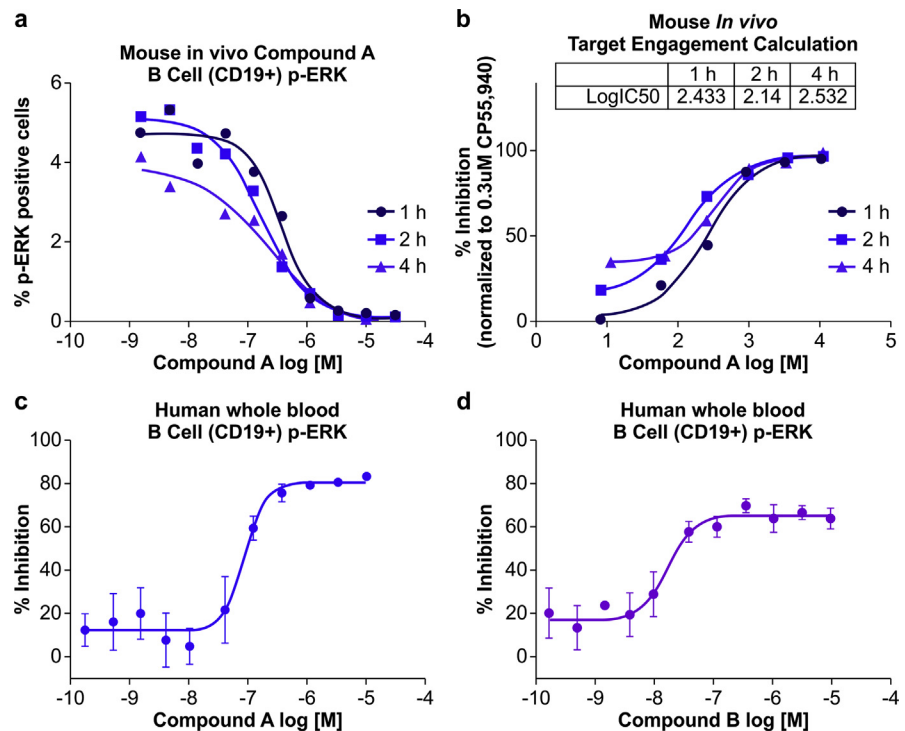 a
Mouse in vivo Compound A
B Cell (CD19+) p-ERK
% p-ERK positive cells
6
4
2
0
1 h
2 h
4 h
-10 -9 -8 -7 -6 -5 -4
Compound A log [M]
b
Mouse In vivo
Target Engagement Calculation
1 h 2 h 4 h
LogIC50 2.433 2.14 2.532
% Inhibition
(normalized to 0.3uM CP55,940)
100
50
0
1 h
2 h
4 h
0 1 2 3 4 5
Compound A log [M]
c
Human whole blood
B Cell (CD19+) p-ERK
% Inhibition
100
80
60
40
20
0
-10 -9 -8 -7 -6 -5 -4
Compound A log [M]
d
Human whole blood
B Cell (CD19+) p-ERK
% Inhibition
100
80
60
40
20
0
-10 -9 -8 -7 -6 -5 -4
Compound B log [M]